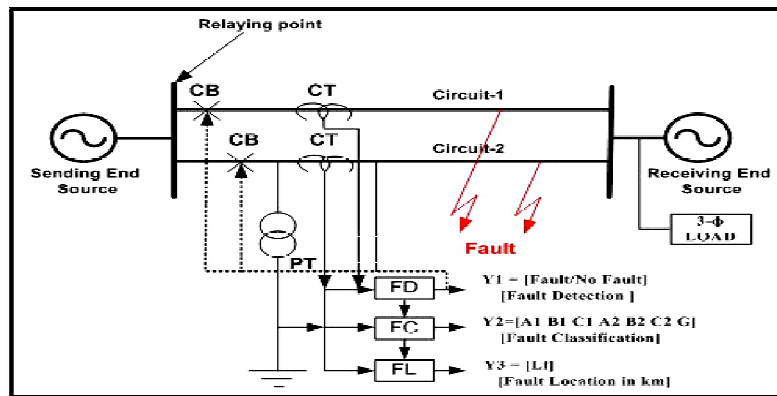 Relaying point
CB
CT
Circuit-1
CB
CT
Circuit-2
Sending End
Source
Receiving End
Source
3-ϕ
LOAD
Fault
PT
FD
Y1 = [Fault/No Fault]
[Fault Detection ]
FC
Y2=[A1 B1 C1 A2 B2 C2 G]
[Fault Classification]
FL
Y3 = [Lf]
[Fault Location in km]